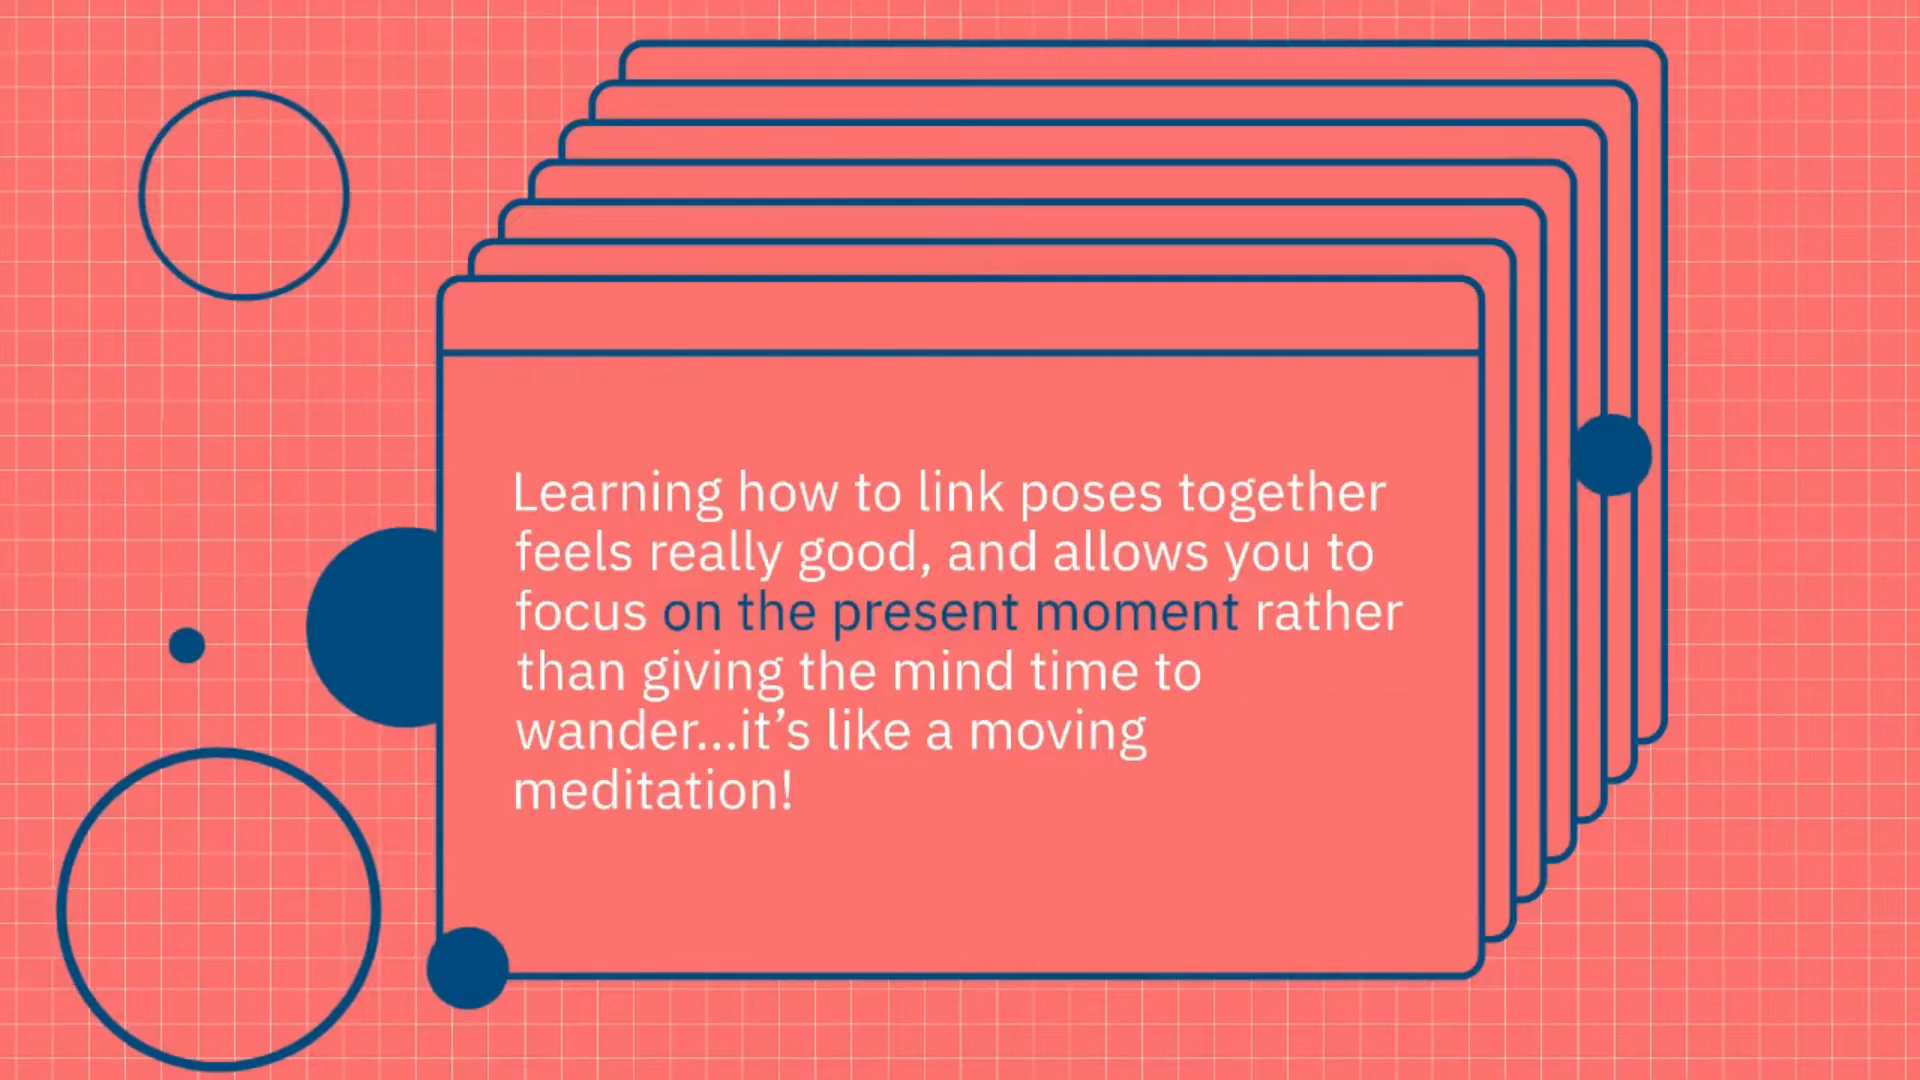 Learning how to link poses together
feels really good, and allows you to
focus on the present moment rather
than giving the mind time to
wander...it’s like a moving
meditation!